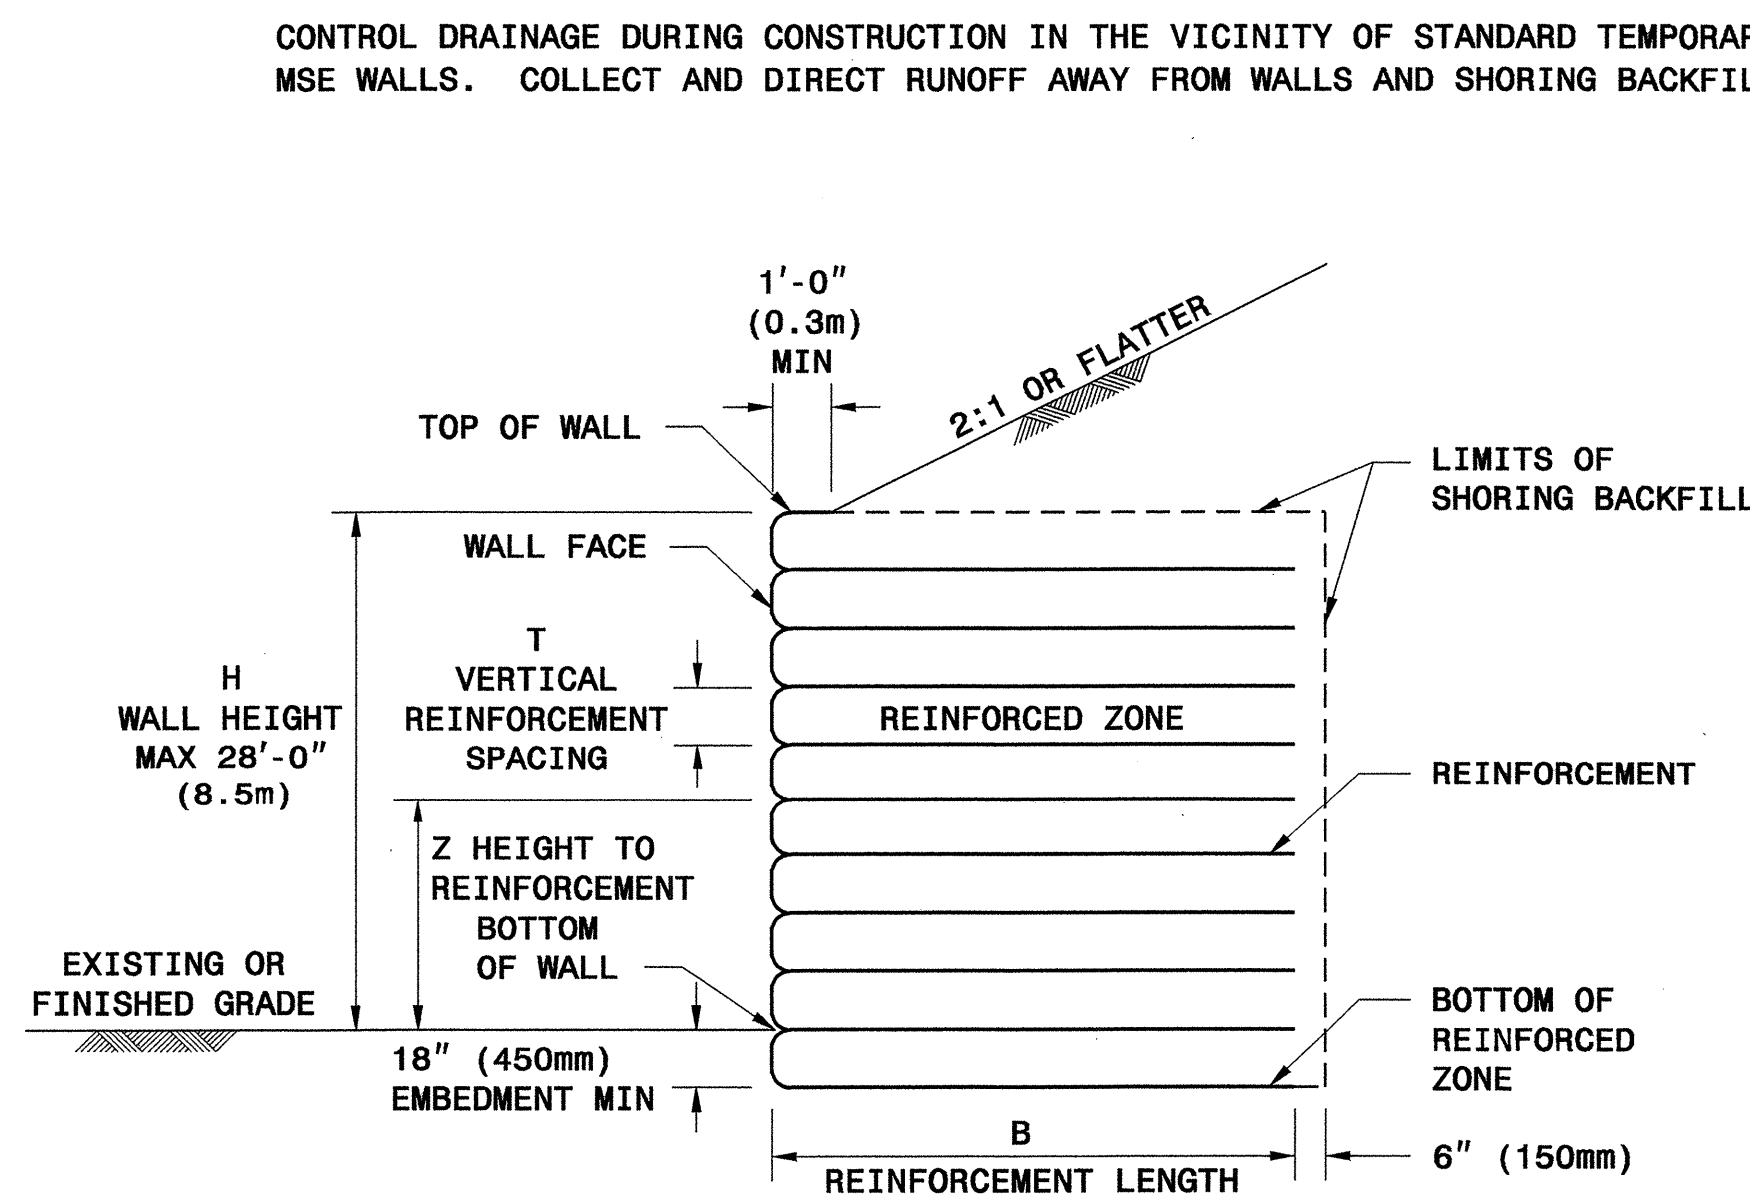 CONTROL DRAINAGE DURING CONSTRUCTION IN THE VICINITY OF STANDARD
MSE WALLS. COLLECT AND DIRECT RUNOFF AWAY FROM WALLS AND SHORING
1'-0"
(0.3m)
MIN
2:1 OR FLATTER
TOP OF WALL
LIMITS OF
SHORING
WALL FACE
T
VERTICAL
REINFORCEMENT
SPACING
H
WALL HEIGHT
MAX 28'-0"
(8.5m)
REINFORCED ZONE
REINFORCEMENT
Z HEIGHT TO
REINFORCEMENT
BOTTOM
OF WALL
EXISTING OR
FINISHED GRADE
18" (450mm)
EMBEDMENT MIN
BOTTOM OF
REINFORCED
ZONE
B
REINFORCEMENT LENGTH
6" (150mm)